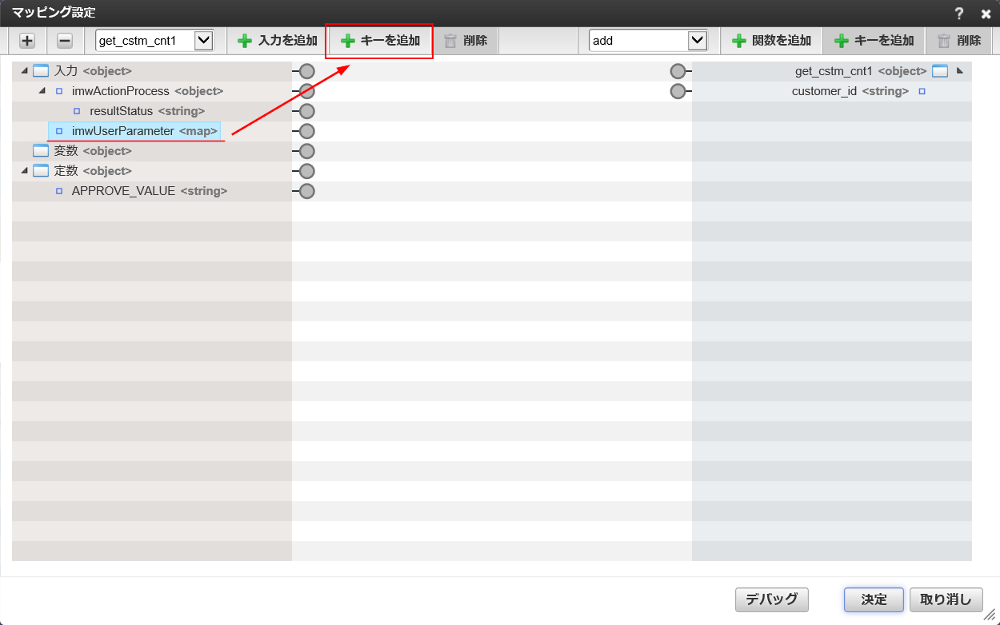 マッピング設定
?
get_cstm_cnt1 入力を追加 キーを追加 削除 add 関数を追加 キーを追加 削除
入力 <object> get_cstm_cnt1 <object>
imwActionProcess <object> customer_id <string>
resultStatus <string>
imwUserParameter <map>
変数 <object>
定数 <object>
APPROVE_VALUE <string>
デバッグ 決定 取り消し